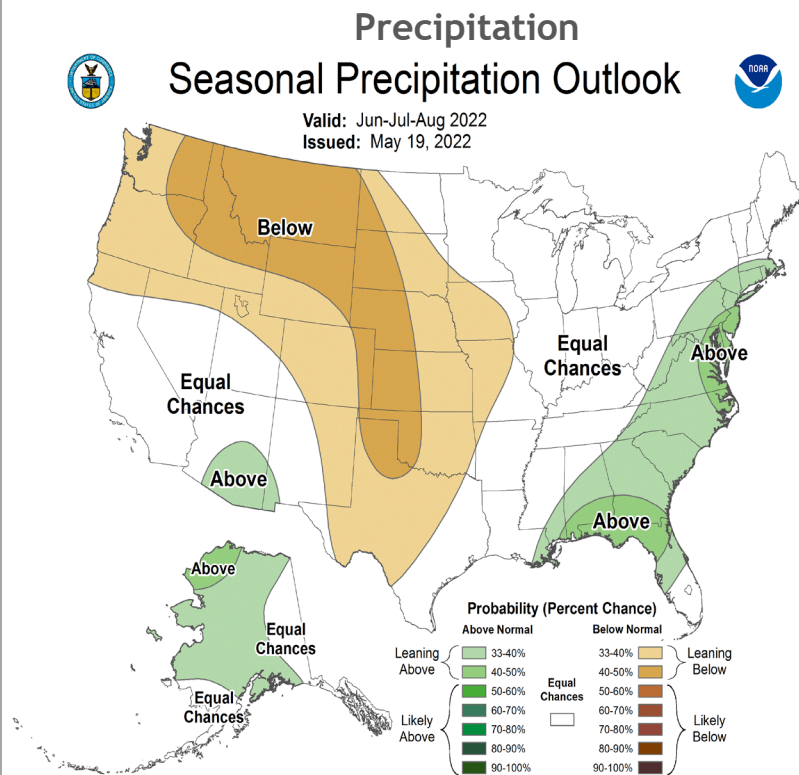 Precipitation
Seasonal Precipitation Outlook
NOAA
Valid: Jun-Jul-Aug 2022
Issued: May 19, 2022
Below
Equal
Chances
Above
Equal
Chances
Above
Above
Above
Equal
Chances
Equal
Chances
Probability (Percent Chance)
Above Normal
Below Normal
Leaning
Above
33-40%
40-50%
50-60%
60-70%
70-80%
80-90%
90-100%
Likely
Above
Equal
Chances
33-40%
40-50%
50-60%
60-70%
70-80%
80-90%
90-100%
Leaning
Below
Likely
Below